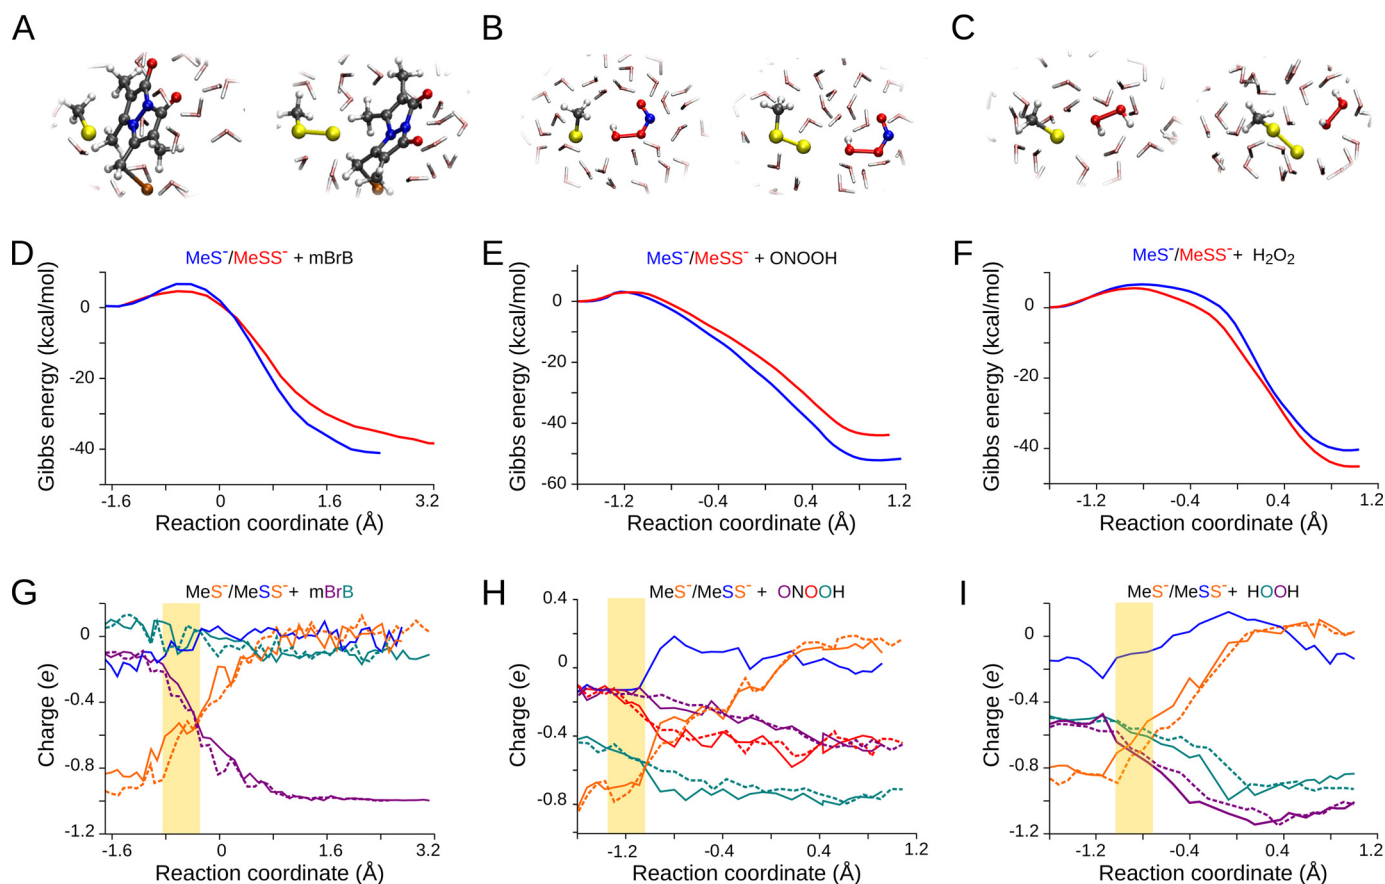 A
B
C
D
MeS⁻/MeSS⁻ + mBrB
Gibbs energy (kcal/mol)
0
-20
-40
-1.6
0
1.6
3.2
Reaction coordinate (Å)
E
MeS⁻/MeSS⁻ + ONOOH
Gibbs energy (kcal/mol)
0
-20
-40
-60
-1.2
-0.4
0.4
1.2
Reaction coordinate (Å)
F
MeS⁻/MeSS⁻ + H₂O₂
Gibbs energy (kcal/mol)
0
-20
-40
-1.2
-0.4
0.4
1.2
Reaction coordinate (Å)
G
MeS⁻/MeSS⁻ + mBrB
Charge (e)
0
-0.4
-0.8
-1.2
-1.6
0
1.6
3.2
Reaction coordinate (Å)
H
MeS⁻/MeSS⁻ + ONOOH
Charge (e)
0.4
0
-0.4
-0.8
-1.2
-0.4
0.4
1.2
Reaction coordinate (Å)
I
MeS⁻/MeSS⁻ + HOOH
Charge (e)
0
-0.4
-0.8
-1.2
-1.2
-0.4
0.4
1.2
Reaction coordinate (Å)